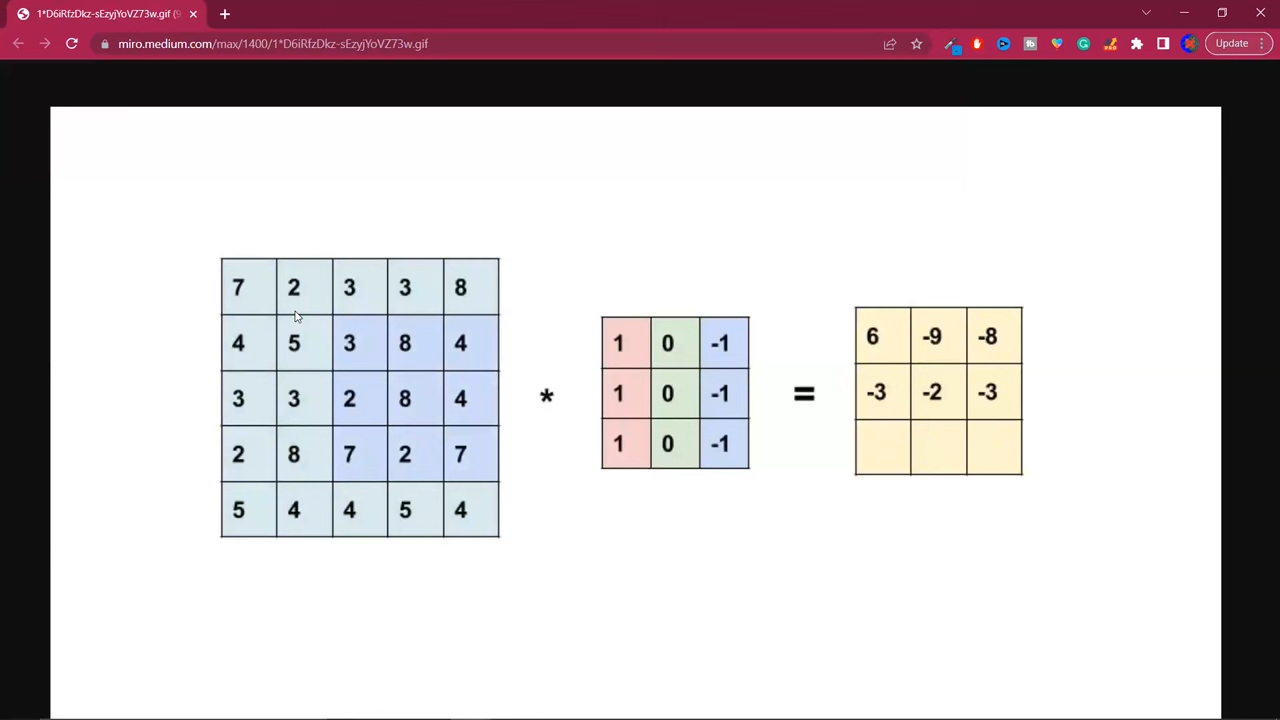 1*D6iRfzDkz-sEzyjYoVZ73w.gif (
miro.medium.com/max/1400/1*D6iRfzDkz-sEzyjYoVZ73w.gif
Update
7 2 3 3 8
4 5 3 8 4
3 3 2 8 4
2 8 7 2 7
5 4 4 5 4
*
1 0 -1
1 0 -1
1 0 -1
=
6 -9 -8
-3 -2 -3